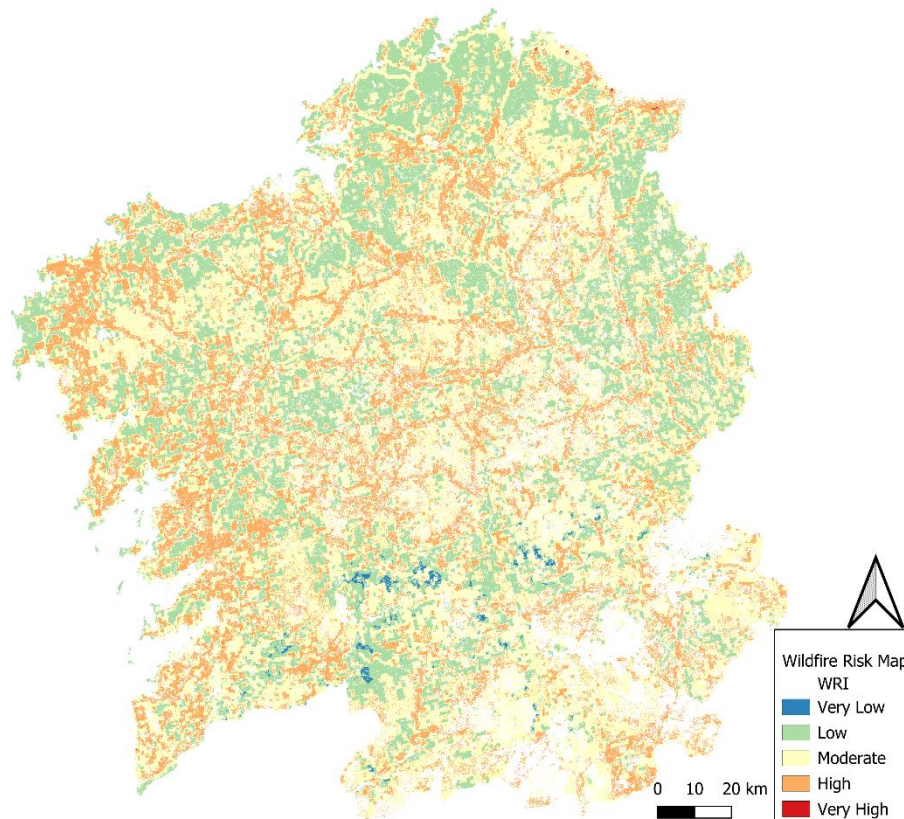 Wildfire Risk Map
WRI
Very Low
Low
Moderate
High
Very High
0 10 20 km